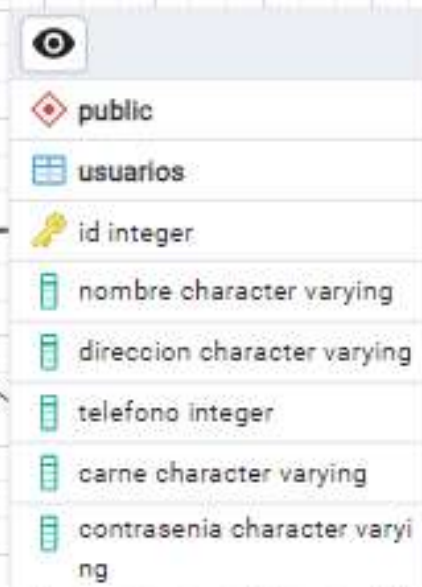 public
usuarios
id integer
nombre character varying
direccion character varying
telefono integer
carne character varying
contrasenia character varyi
ng